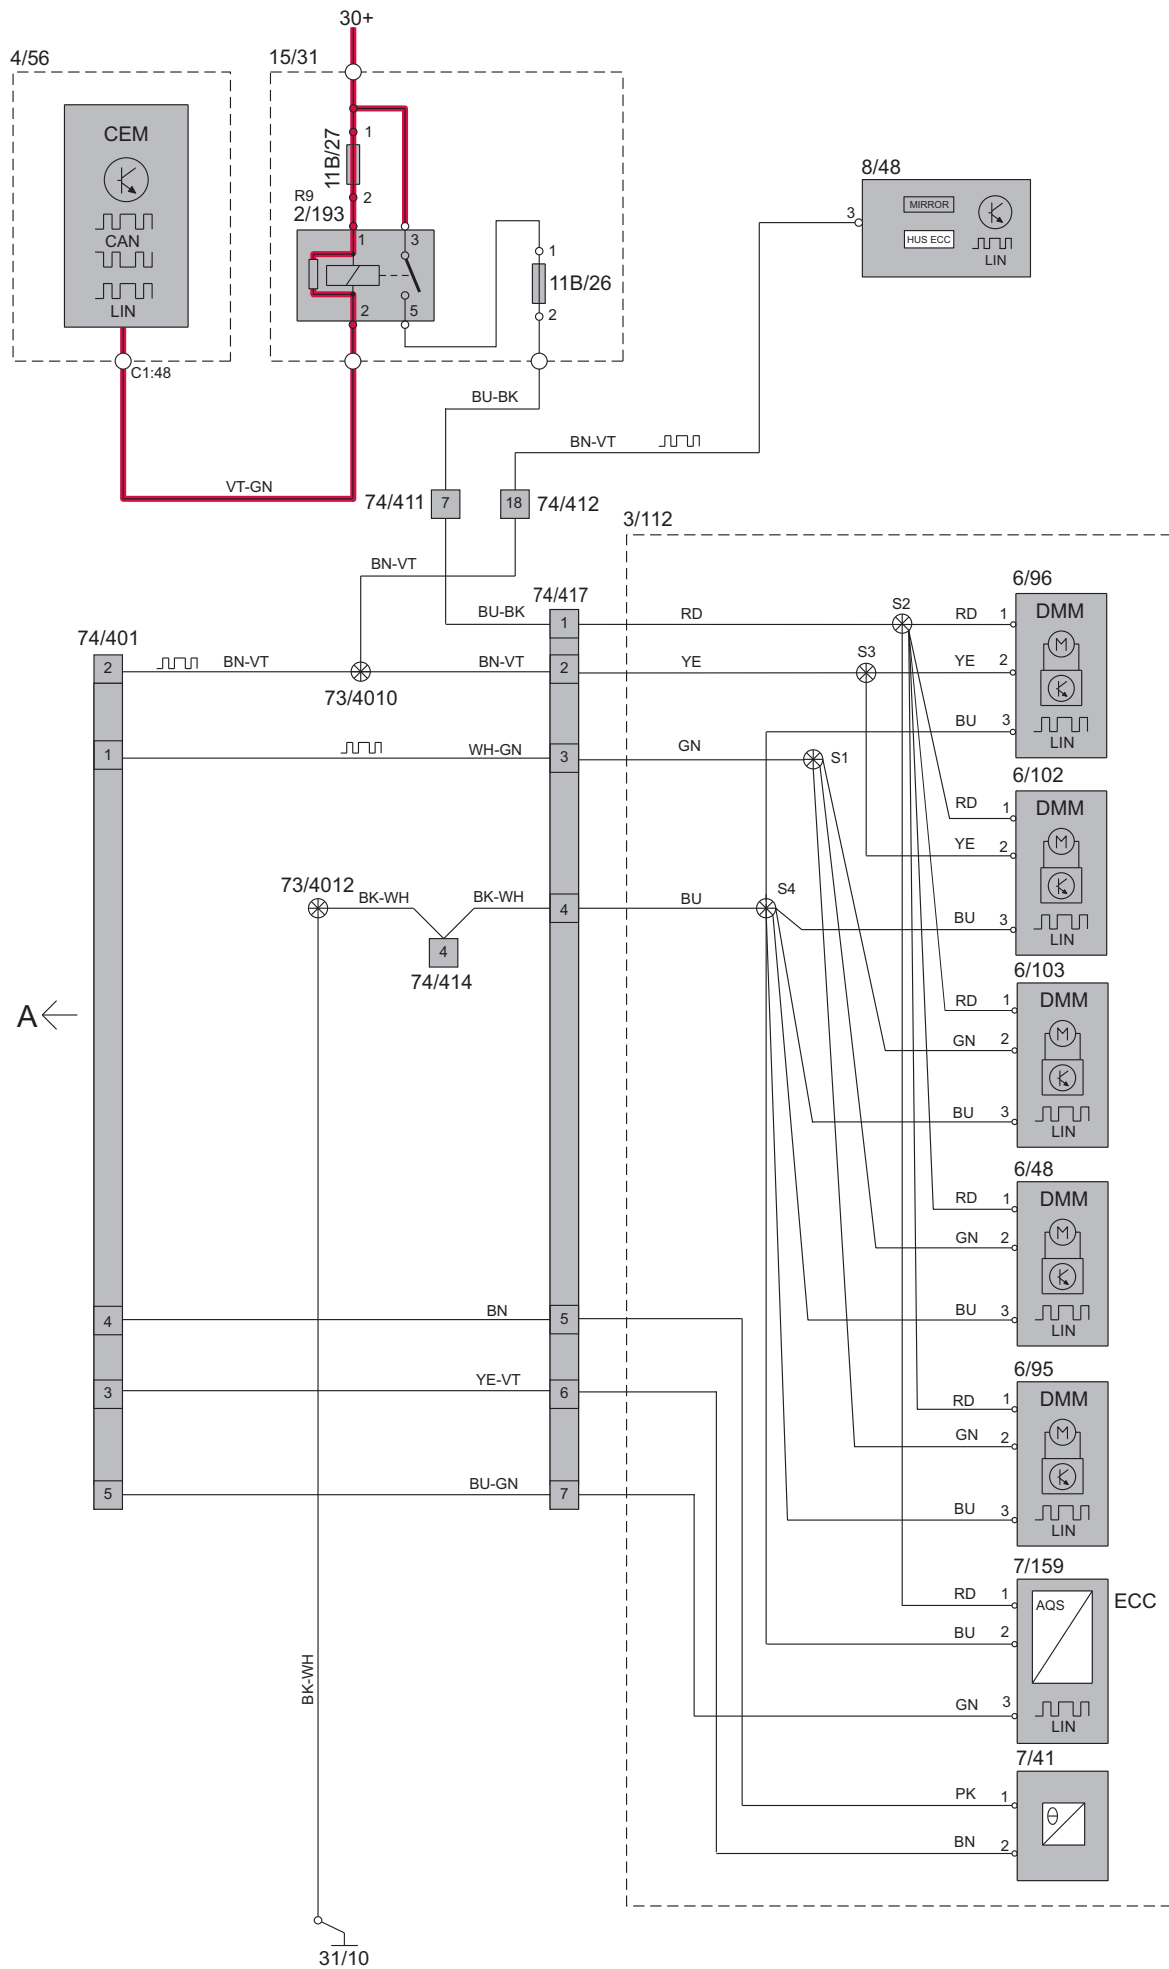 30+
4/56
15/31
CEM
CAN
LIN
C1:48
1
11B/27
2
R9
2/193
1
3
2
5
1
11B/26
2
8/48
3
MIRROR
HUS ECC
LIN
BU-BK
BN-VT
VT-GN
74/411
7
18
74/412
3/112
BN-VT
74/417
BU-BK
1
RD
S2
RD
1
6/96
DMM
M
LIN
74/401
2
BN-VT
BN-VT
2
YE
S3
YE
2
73/4010
BU
3
1
WH-GN
3
GN
S1
6/102
DMM
M
LIN
RD
1
YE
2
BU
3
73/4012
BK-WH
BK-WH
4
BU
S4
4
74/414
A
6/103
DMM
M
LIN
RD
1
GN
2
BU
3
6/48
DMM
M
LIN
RD
1
GN
2
BU
3
4
BN
5
3
YE-VT
6
5
BU-GN
7
6/95
DMM
M
LIN
RD
1
GN
2
BU
3
7/159
ECC
AQS
LIN
RD
1
BU
2
GN
3
BK-WH
7/41
PK
1
θ
BN
2
31/10